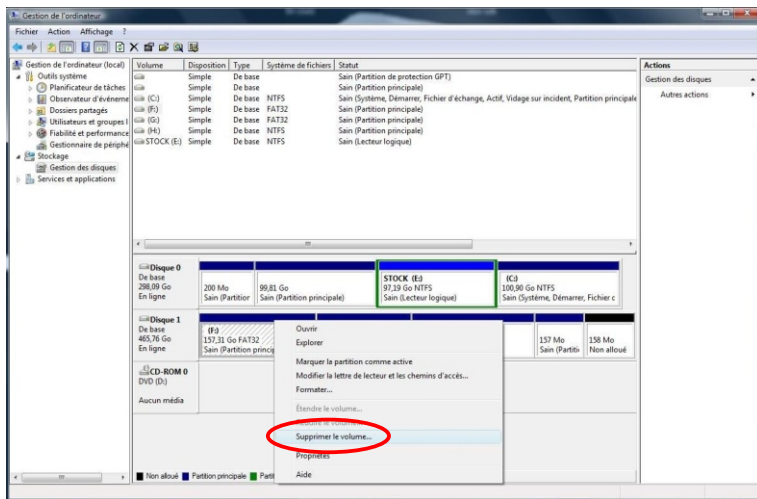 Gestion de l'ordinateur
Fichier Action Affichage ?
Gestion de l'ordinateur (local)
Outils système
Planificateur de tâches
Observateur d'événeme
Dossiers partagés
Utilisateurs et groupes l
Fiabilité et performance
Gestionnaire de périphé
Stockage
Gestion des disques
Services et applications
Volume Disposition Type Système de fichiers Statut
Simple De base Sain (Partition de protection GPT)
Simple De base Sain (Partition principale)
(C:) Simple De base NTFS Sain (Système, Démarrer, Fichier d'échange, Actif, Vidage sur incident, Partition principale
(F:) Simple De base FAT32 Sain (Partition principale)
(G:) Simple De base FAT32 Sain (Partition principale)
(H:) Simple De base NTFS Sain (Partition principale)
STOCK (E:) Simple De base NTFS Sain (Lecteur logique)
Actions
Gestion des disques
Autres actions
Disque 0
De base
298,09 Go
En ligne
200 Mo
Sain (Partition
99,81 Go
Sain (Partition principale)
STOCK (E:)
97,19 Go NTFS
Sain (Lecteur logique)
(C:)
100,90 Go NTFS
Sain (Système, Démarrer, Fichier c
Disque 1
De base
465,76 Go
En ligne
(F:)
157,31 Go FAT32
Sain (Partition princip
157 Mo
Sain (Partiti
158 Mo
Non alloué
CD-ROM 0
DVD (D:)
Aucun média
Ouvrir
Explorer
Marquer la partition comme active
Modifier la lettre de lecteur et les chemins d'accès...
Formater...
Étendre le volume...
Réduire le volume...
Supprimer le volume...
Propriétés
Aide
Non alloué Partition principale Parti